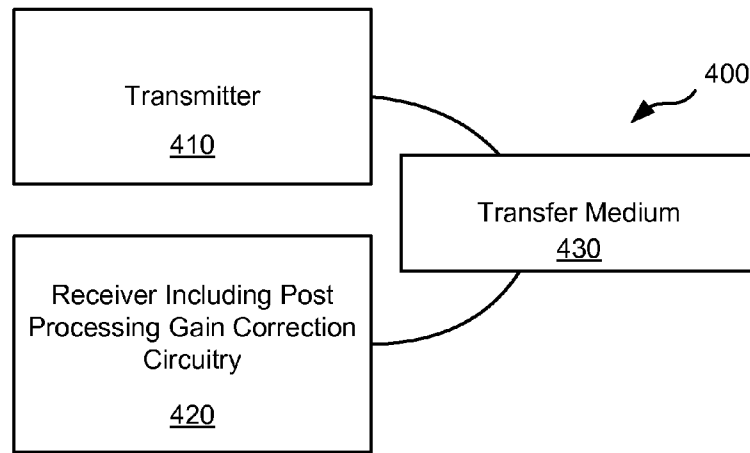 Transmitter
410
400
Transfer Medium
430
Receiver Including Post
Processing Gain Correction
Circuitry
420